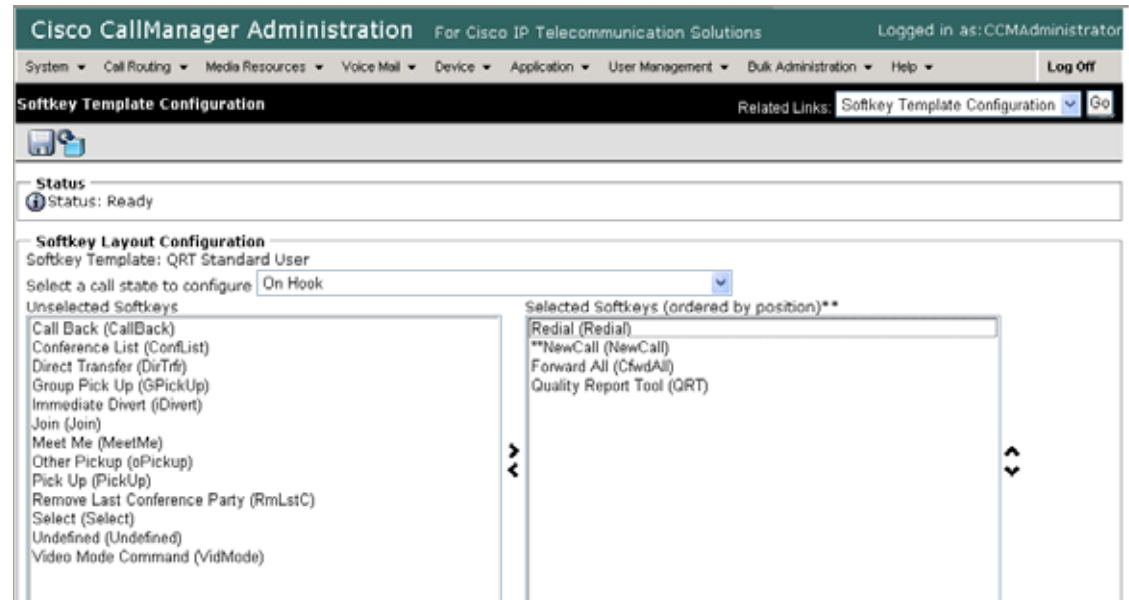 Cisco CallManager Administration For Cisco IP Telecommunication Solutions Logged in as:CCMAdministrator
System Call Routing Media Resources Voice Mail Device Application User Management Bulk Administration Help Log Off
Softkey Template Configuration Related Links: Softkey Template Configuration Go
Status
Status: Ready
Softkey Layout Configuration
Softkey Template: QRT Standard User
Select a call state to configure On Hook
Unselected Softkeys
Call Back (CallBack)
Conference List (ConfList)
Direct Transfer (DirTrfr)
Group Pick Up (GPickUp)
Immediate Divert (iDivert)
Join (Join)
Meet Me (MeetMe)
Other Pickup (oPickup)
Pick Up (PickUp)
Remove Last Conference Party (RmLstC)
Select (Select)
Undefined (Undefined)
Video Mode Command (VidMode)
Selected Softkeys (ordered by position)**
Redial (Redial)
**NewCall (NewCall)
Forward All (CfwdAll)
Quality Report Tool (QRT)